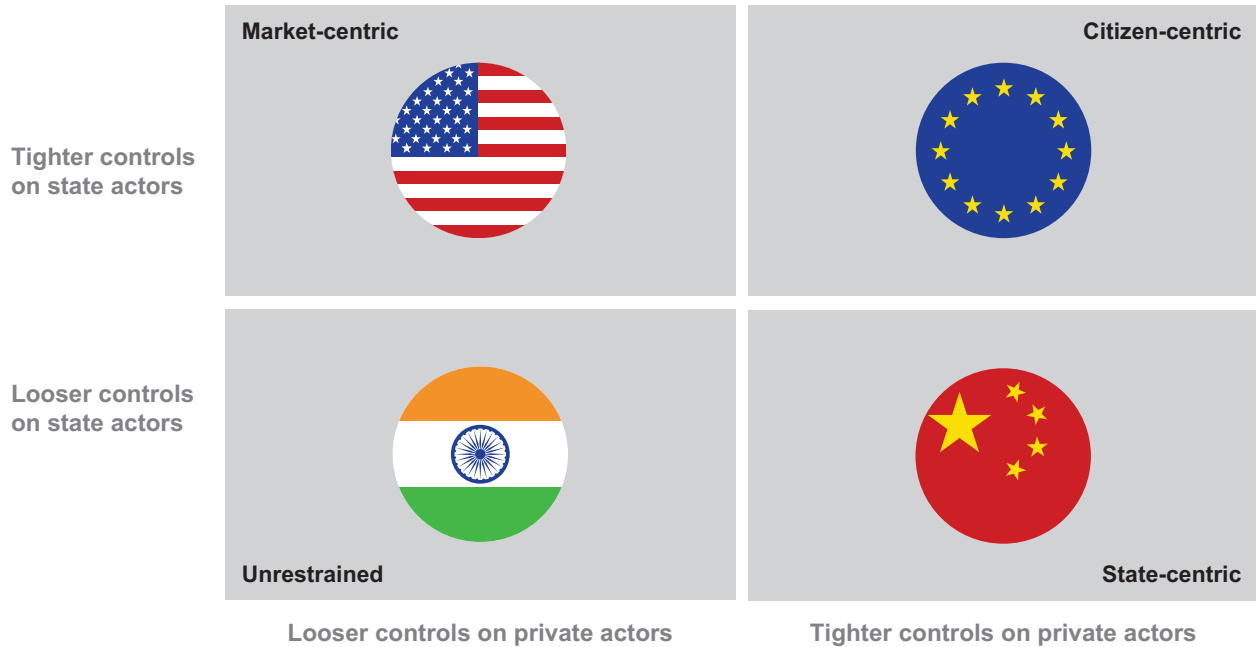 Market-centric
Citizen-centric
Tighter controls
on state actors
Looser controls
on state actors
Unrestrained
State-centric
Looser controls on private actors
Tighter controls on private actors